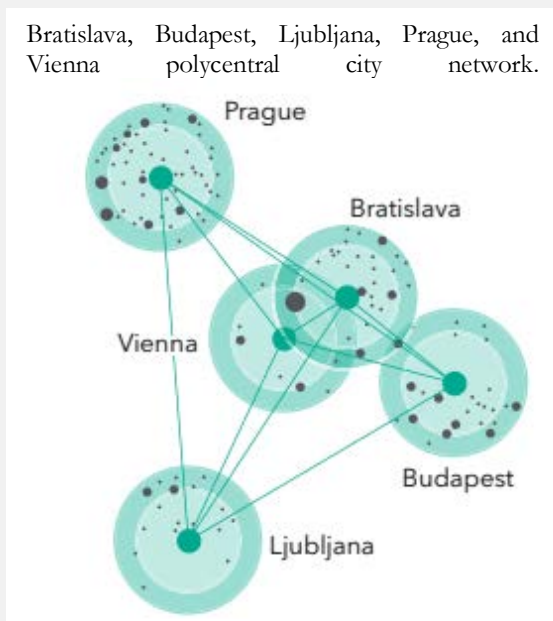 Bratislava, Budapest, Ljubljana, Prague, and
Vienna polycentral city network.
Prague
Bratislava
Vienna
Budapest
Ljubljana